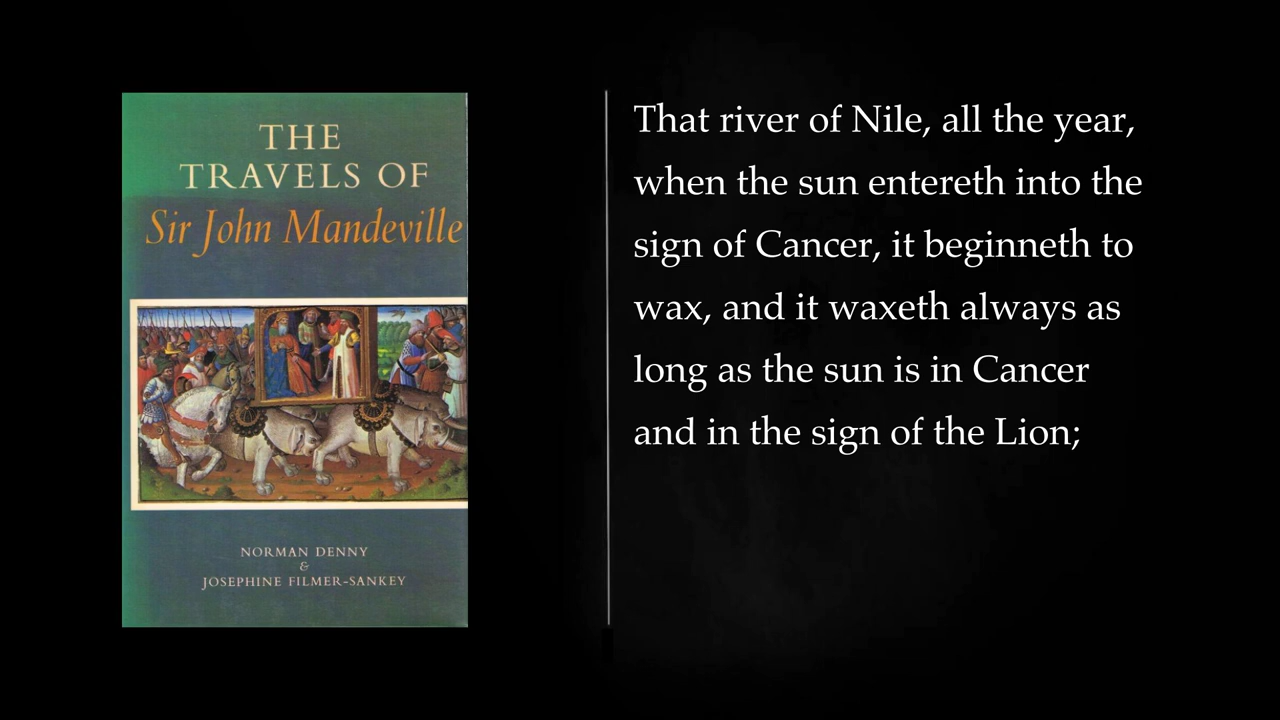 THE
TRAVELS OF
Sir John Mandeville
NORMAN DENNY
&
JOSEPHINE FILMER-SANKEY
That river of Nile, all the year,
when the sun entereth into the
sign of Cancer, it beginneth to
wax, and it waxeth always as
long as the sun is in Cancer
and in the sign of the Lion;